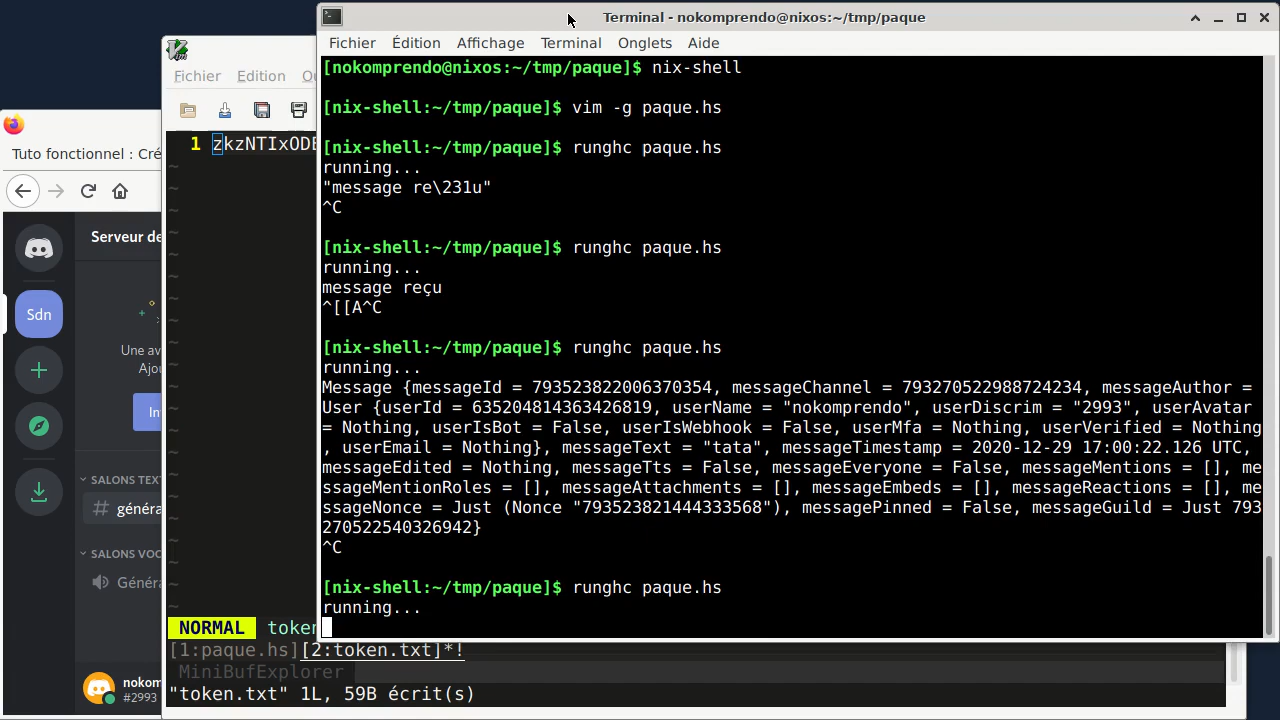 Terminal - nokomprendo@nixos:~/tmp/paque
Fichier Édition Affichage Terminal Onglets Aide
[nokomprendo@nixos:~/tmp/paque]$ nix-shell
[nix-shell:~/tmp/paque]$ vim -g paque.hs
[nix-shell:~/tmp/paque]$ runghc paque.hs
running...
"message re\231u"
^C
[nix-shell:~/tmp/paque]$ runghc paque.hs
running...
message reçu
^[[A^C
[nix-shell:~/tmp/paque]$ runghc paque.hs
running...
Message {messageId = 793523822006370354, messageChannel = 793270522988724234, messageAuthor =
User {userId = 635204814363426819, userName = "nokomprendo", userDiscrim = "2993", userAvatar
= Nothing, userIsBot = False, userIsWebhook = False, userMfa = Nothing, userVerified = Nothing
, userEmail = Nothing}, messageText = "tata", messageTimestamp = 2020-12-29 17:00:22.126 UTC,
messageEdited = Nothing, messageTts = False, messageEveryone = False, messageMentions = [], me
ssageMentionRoles = [], messageAttachments = [], messageEmbeds = [], messageReactions = [], me
ssageNonce = Just (Nonce "793523821444333568"), messagePinned = False, messageGuild = Just 793
270522540326942}
^C
[nix-shell:~/tmp/paque]$ runghc paque.hs
running...
Fichier Edition
1 zkzNTIxODE
NORMAL token
[1:paque.hs][2:token.txt]*!
MiniBufExplorer
"token.txt" 1L, 59B écrit(s)
Tuto fonctionnel : Cré
Serveur de
Sdn
Une av
Ajou
In
SALONS TEX
# généra
SALONS VOC
Généra
nokom
#2993